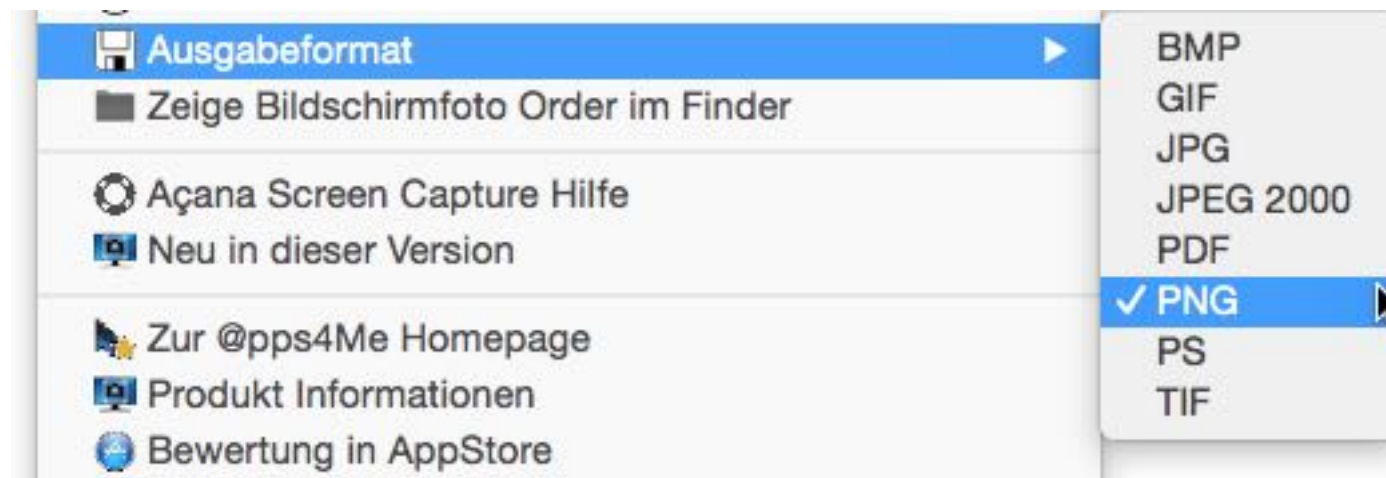 Ausgabeformat
Zeige Bildschirmfoto Order im Finder
Açana Screen Capture Hilfe
Neu in dieser Version
Zur @pps4Me Homepage
Produkt Informationen
Bewertung in AppStore
BMP
GIF
JPG
JPEG 2000
PDF
PNG
PS
TIF